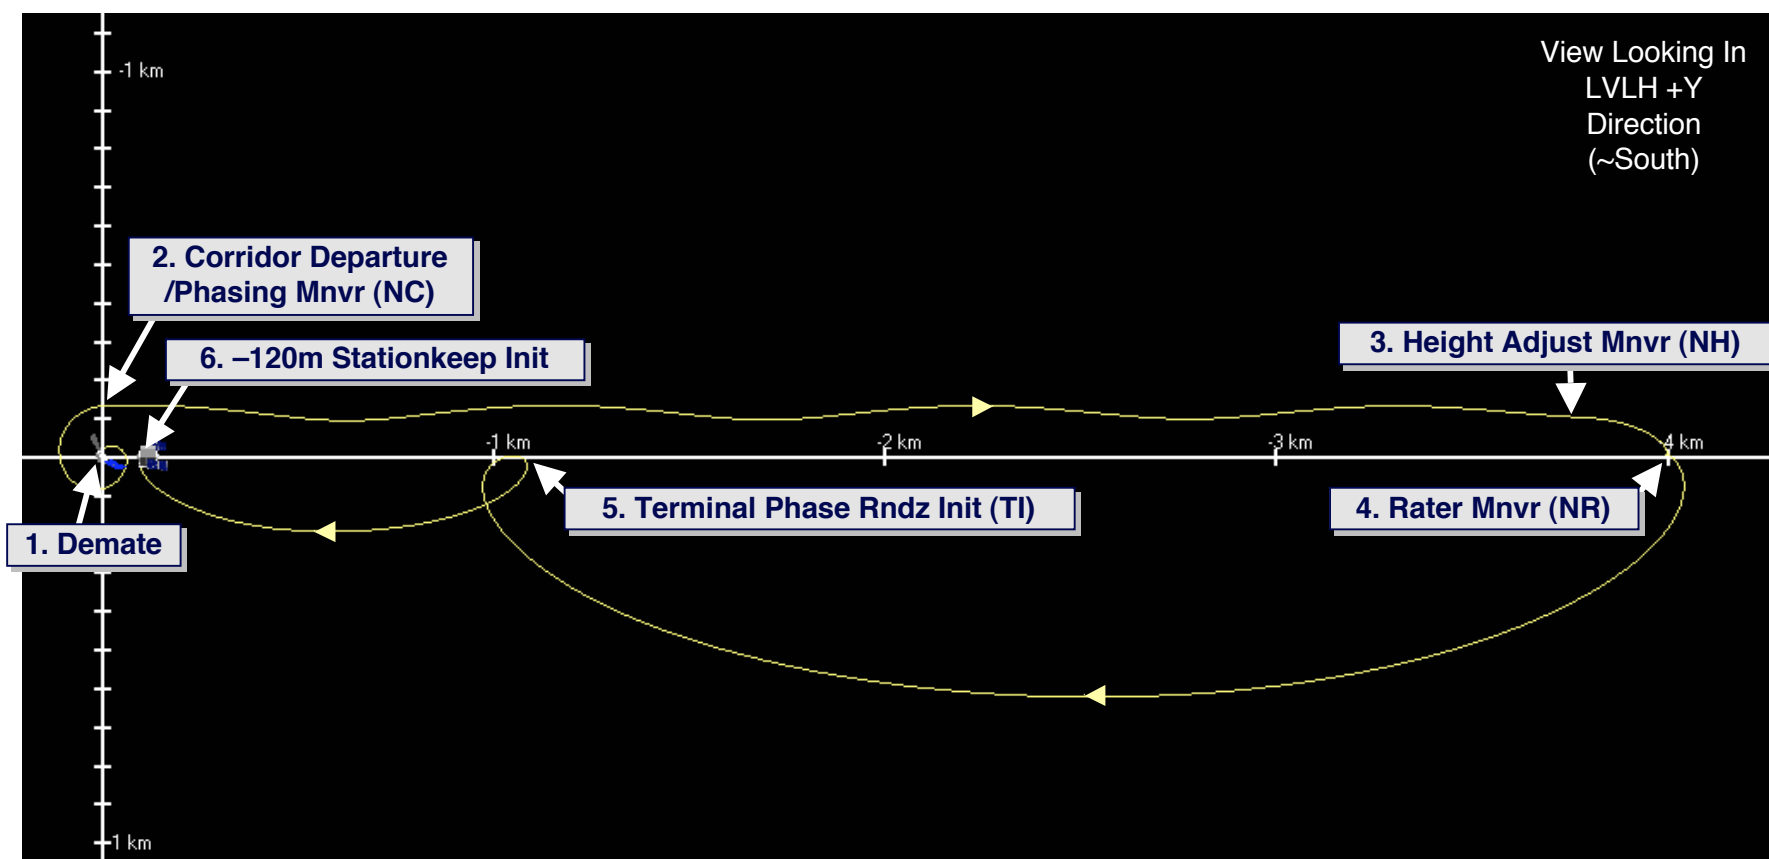 View Looking In
LVLH +Y
Direction
(~South)
-1 km
2. Corridor Departure
/Phasing Mnvr (NC)
6. –120m Stationkeep Init
3. Height Adjust Mnvr (NH)
-1 km
-2 km
-3 km
-4 km
5. Terminal Phase Rndz Init (TI)
4. Rater Mnvr (NR)
1. Demate
1 km